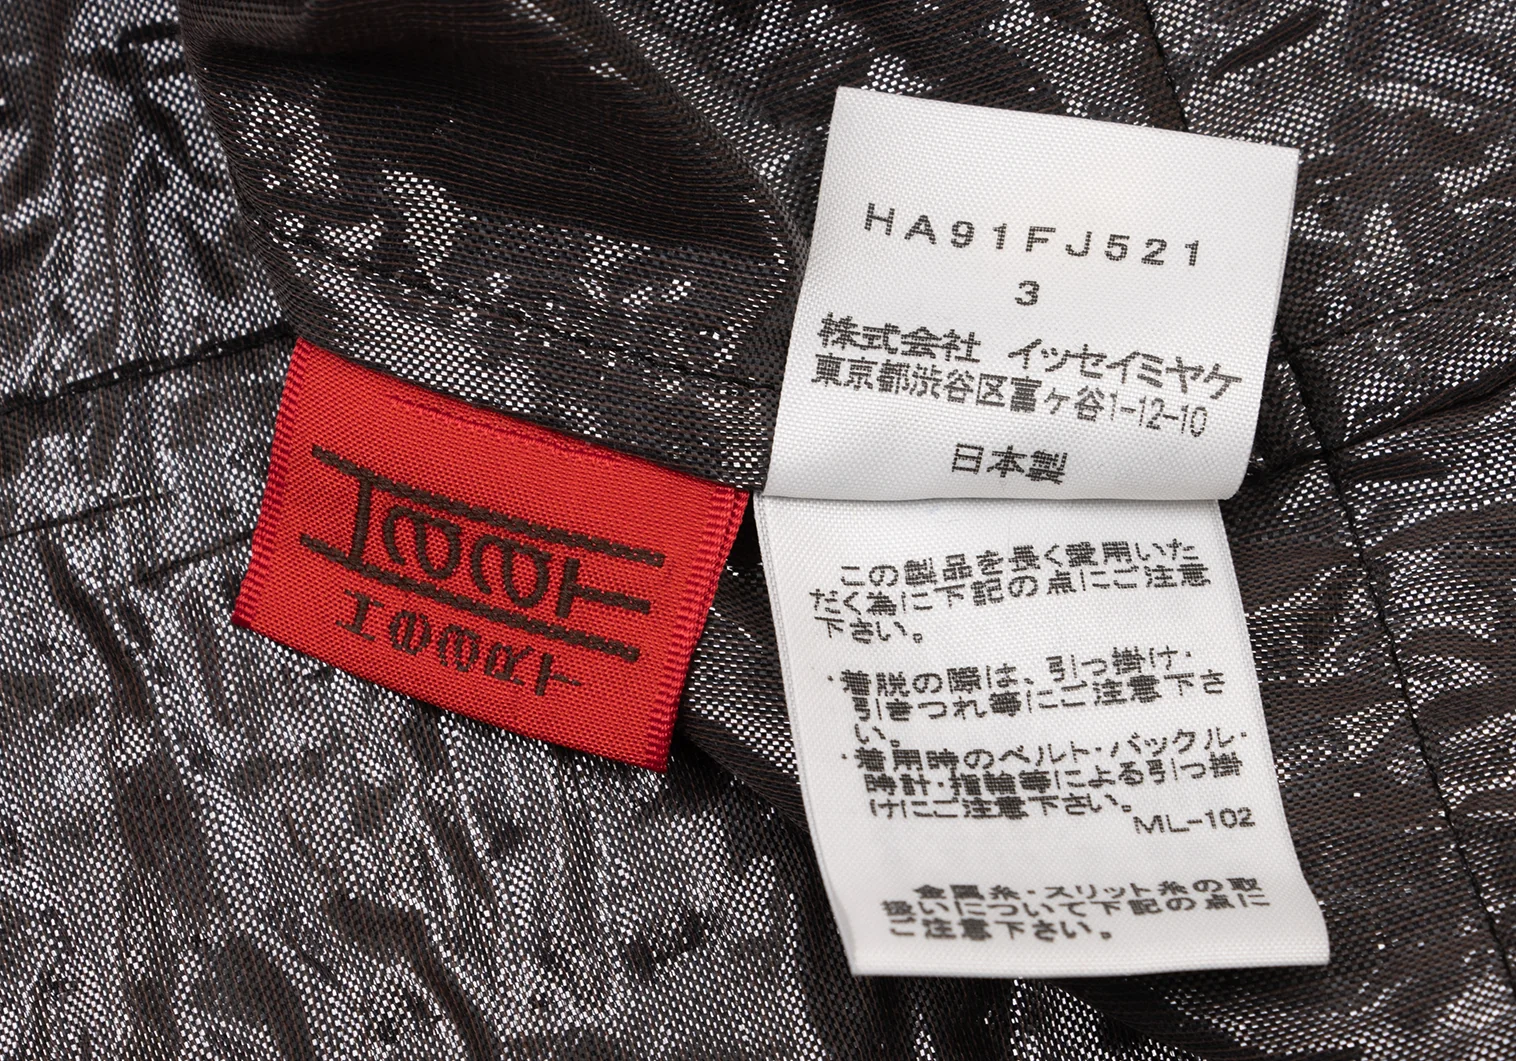 HA91FJ521
3
株式会社 イッセイミヤケ
東京都渋谷区富ヶ谷1-12-10
日本製
この製品を長く愛用いた
だく為に下記の点にご注意
下さい。
・着脱の際は、引っ掛け・
引きつれ等にご注意下さ
い。
・着用時のベルト・バックル・
時計・指輪等による引っ掛
けにご注意下さい。
ML-102
金属糸・スリット糸の取
扱いについて下記の点に
ご注意下さい。